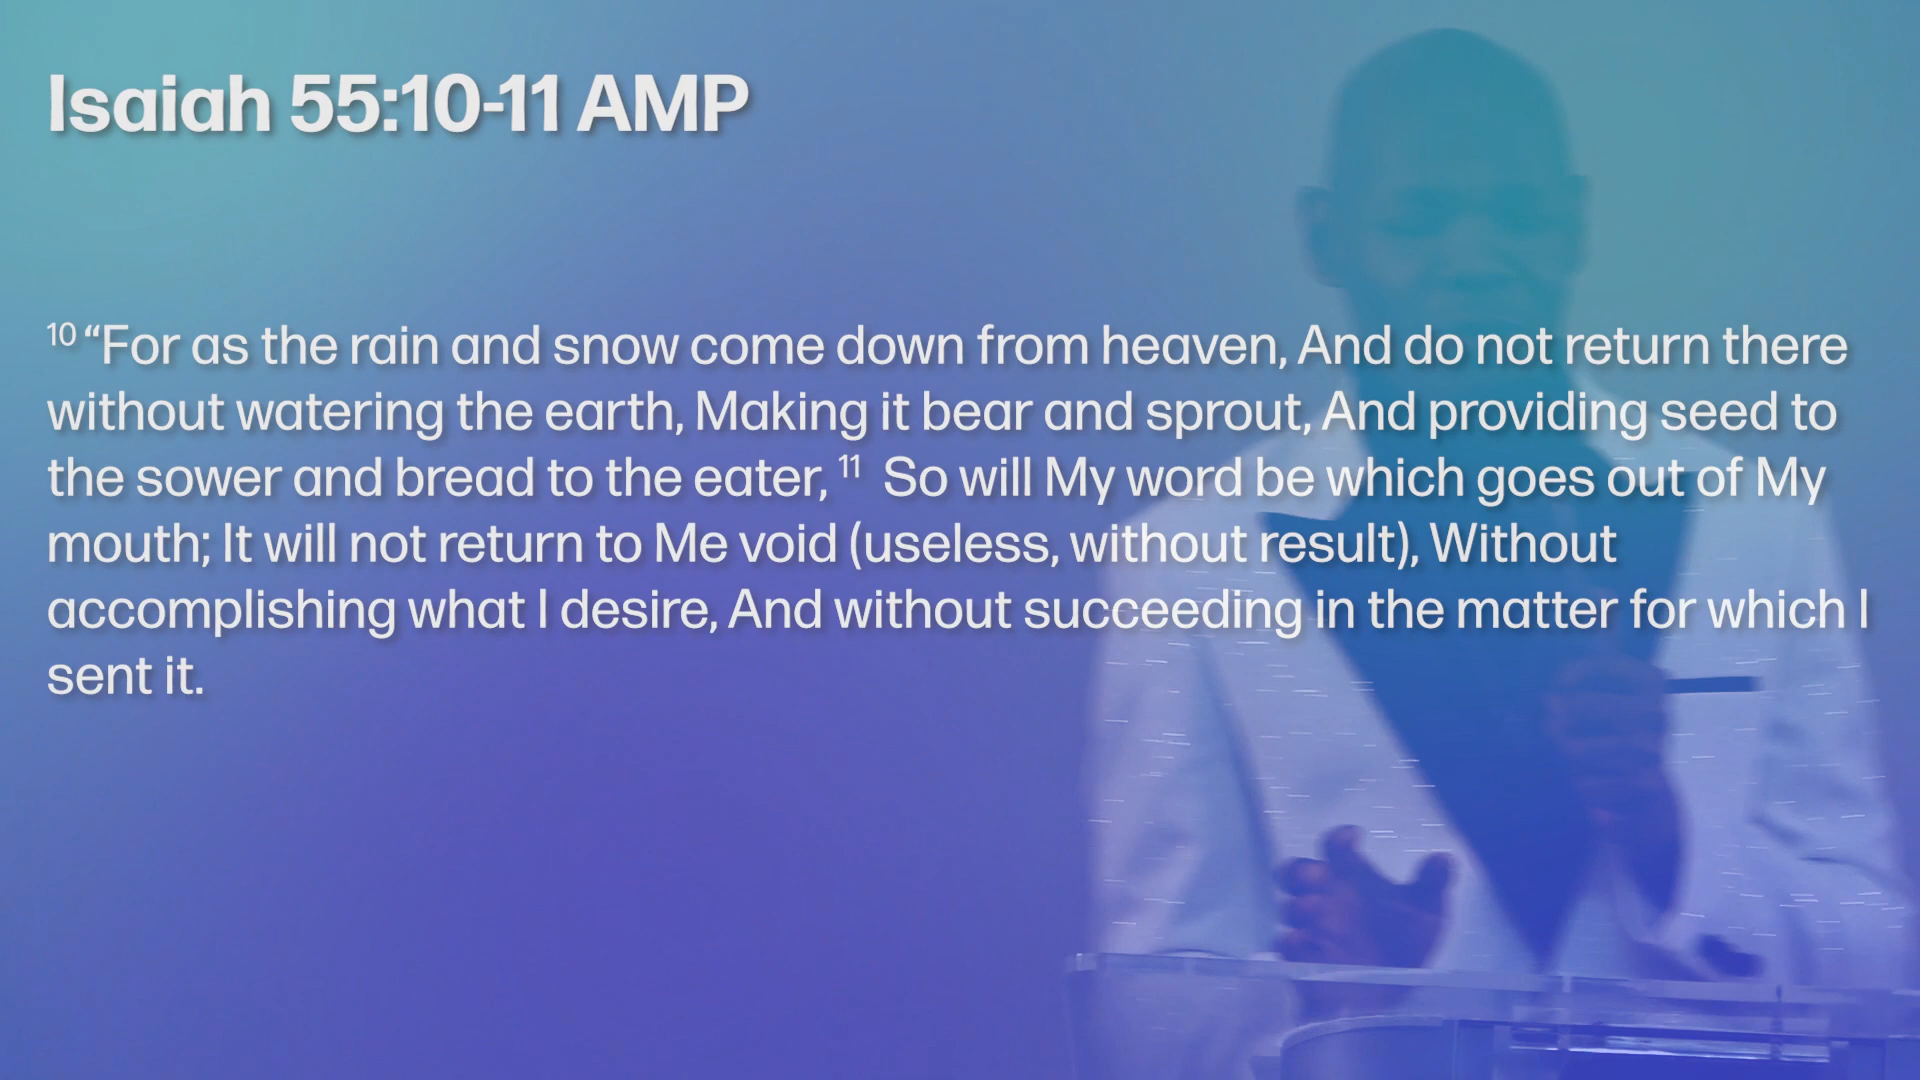 Isaiah 55:10-11 AMP
10 “For as the rain and snow come down from heaven, And do not return there
without watering the earth, Making it bear and sprout, And providing seed to
the sower and bread to the eater, 11 So will My word be which goes out of My
mouth; It will not return to Me void (useless, without result), Without
accomplishing what I desire, And without succeeding in the matter for which I
sent it.